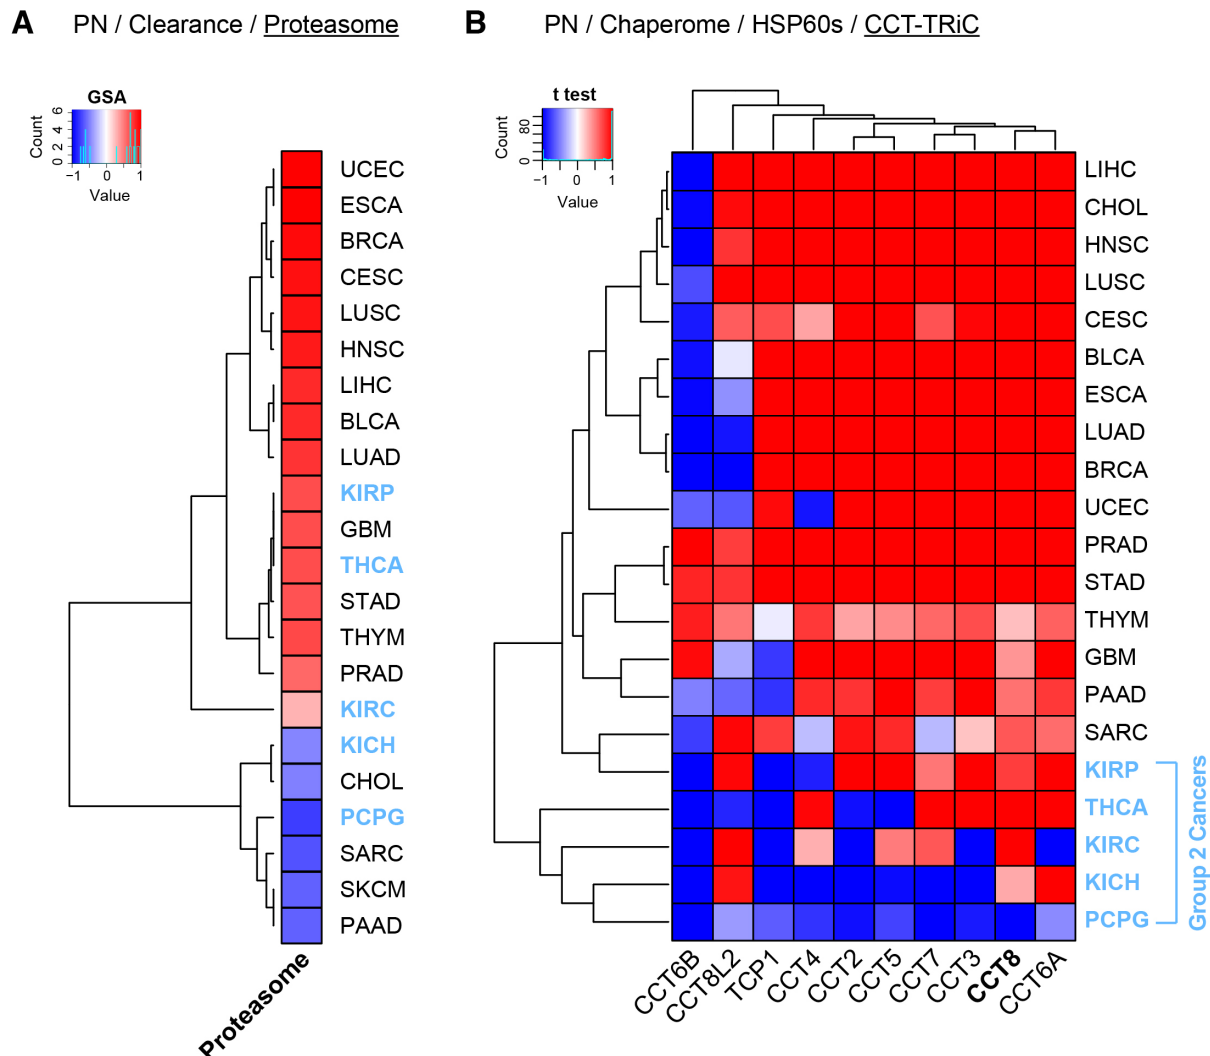 A
PN / Clearance / Proteasome
GSA
Count
0 2 4 6
−1 0 1
Value
UCEC
ESCA
BRCA
CESC
LUSC
HNSC
LIHC
BLCA
LUAD
KIRP
GBM
THCA
STAD
THYM
PRAD
KIRC
KICH
CHOL
PCPG
SARC
SKCM
PAAD
Proteasome
B
PN / Chaperome / HSP60s / CCT-TRiC
t test
Count
0 80
−1 0 1
Value
LIHC
CHOL
HNSC
LUSC
CESC
BLCA
ESCA
LUAD
BRCA
UCEC
PRAD
STAD
THYM
GBM
PAAD
SARC
KIRP
THCA
KIRC
KICH
PCPG
Group 2 Cancers
CCT6B
CCT8L2
TCP1
CCT4
CCT2
CCT5
CCT7
CCT3
CCT8
CCT6A